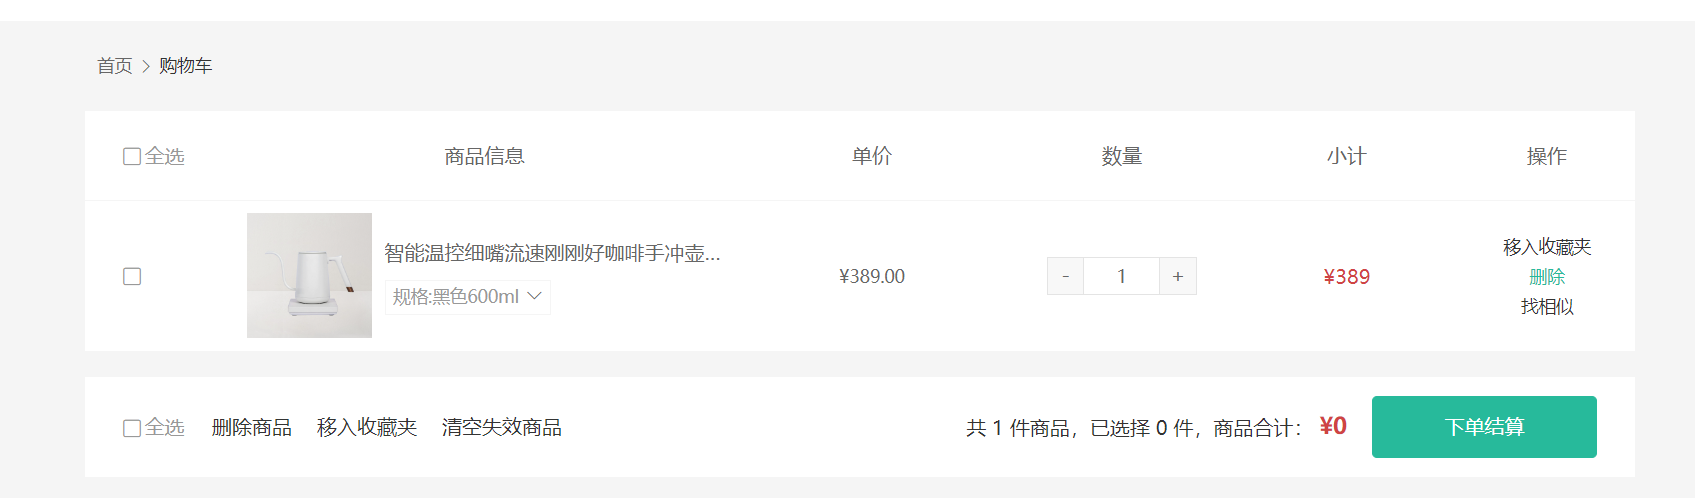 首页 > 购物车
全选 商品信息 单价 数量 小计 操作
智能温控细嘴流速刚刚好咖啡手冲壶...
规格:黑色600ml
¥389.00
- 1 +
¥389
移入收藏夹
删除
找相似
全选 删除商品 移入收藏夹 清空失效商品 共 1 件商品，已选择 0 件，商品合计： ¥0 下单结算